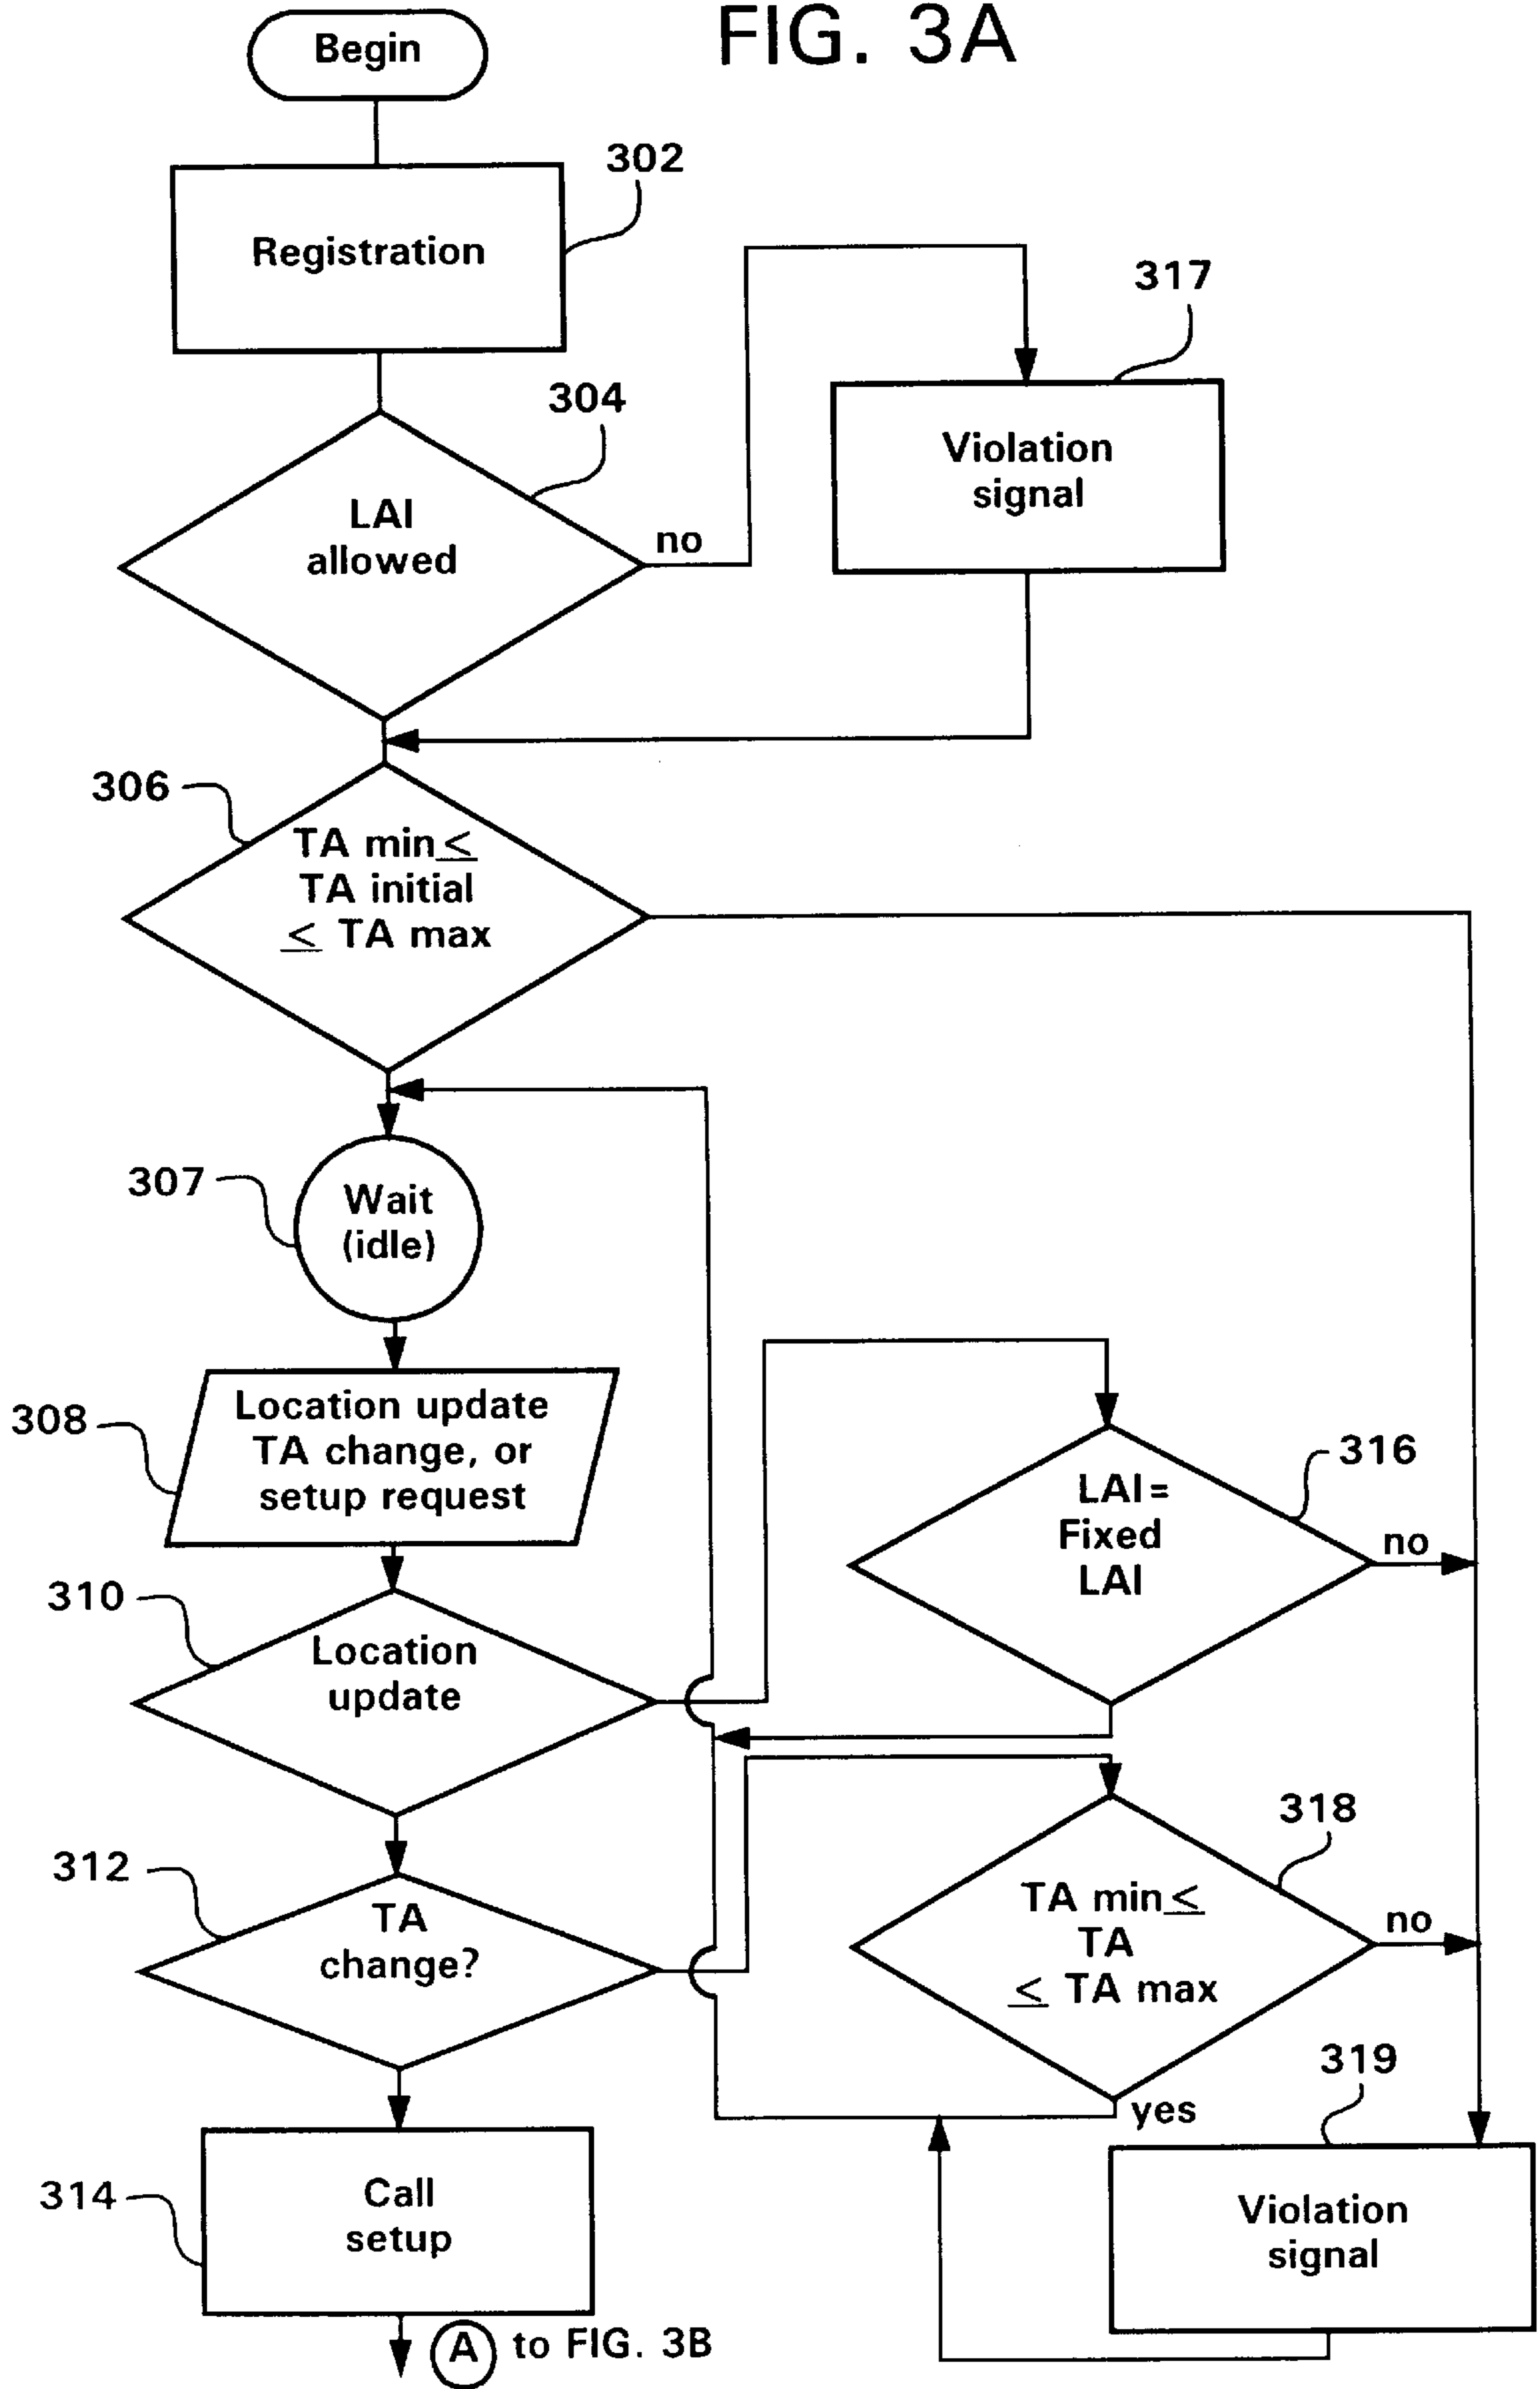 FIG. 3A
Begin
302
Registration
317
304
Violation
signal
LAI
allowed
no
306
TA min ≤
TA initial
≤ TA max
307
Wait
(idle)
308
Location update
TA change, or
setup request
316
LAI =
Fixed
LAI
no
310
Location
update
318
312
TA
change?
TA min ≤
TA
≤ TA max
no
yes
319
314
Call
setup
Violation
signal
A to FIG. 3B